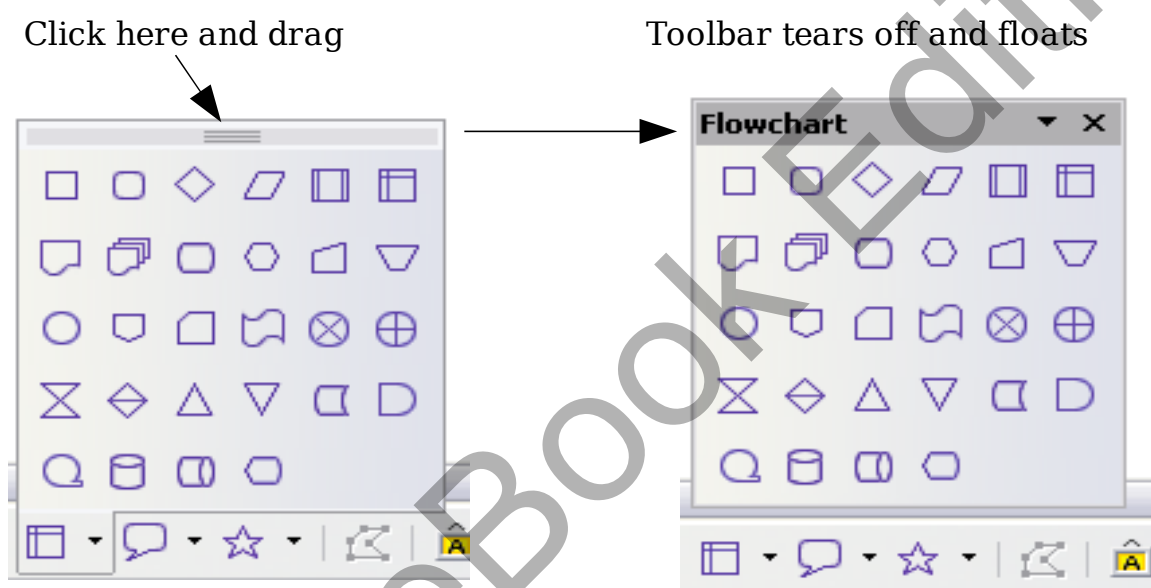 Click here and drag
Toolbar tears off and floats
Flowchart
A
A